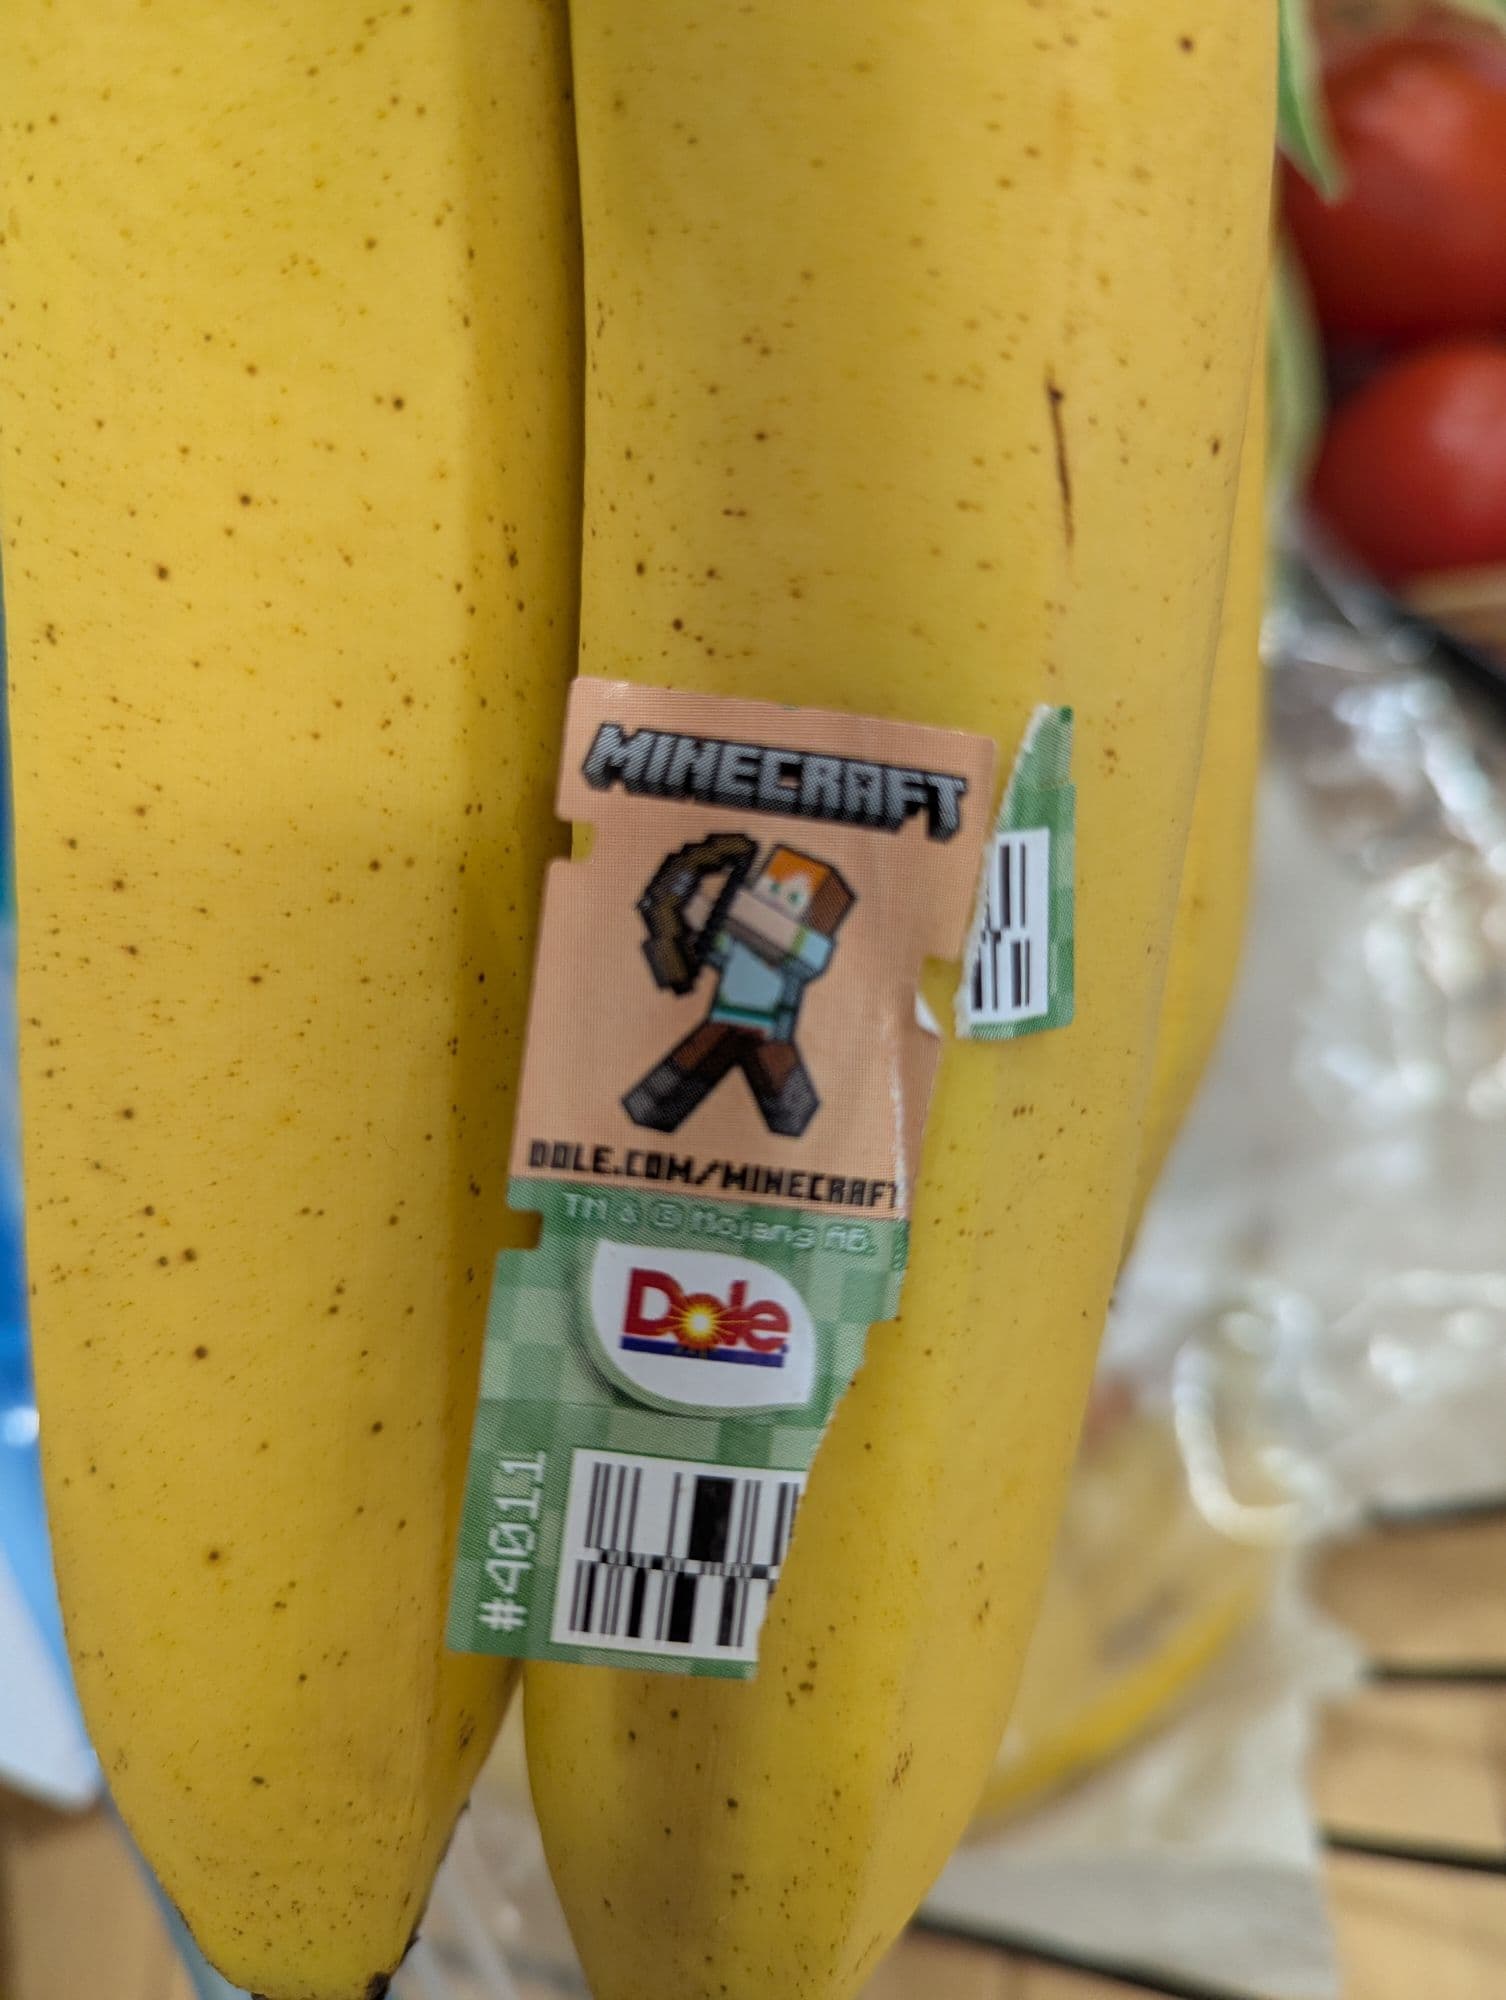 MINECRAFT
DOLE.COM/MINECRAFT
TM & © Mojang AB.
Dole
#4011